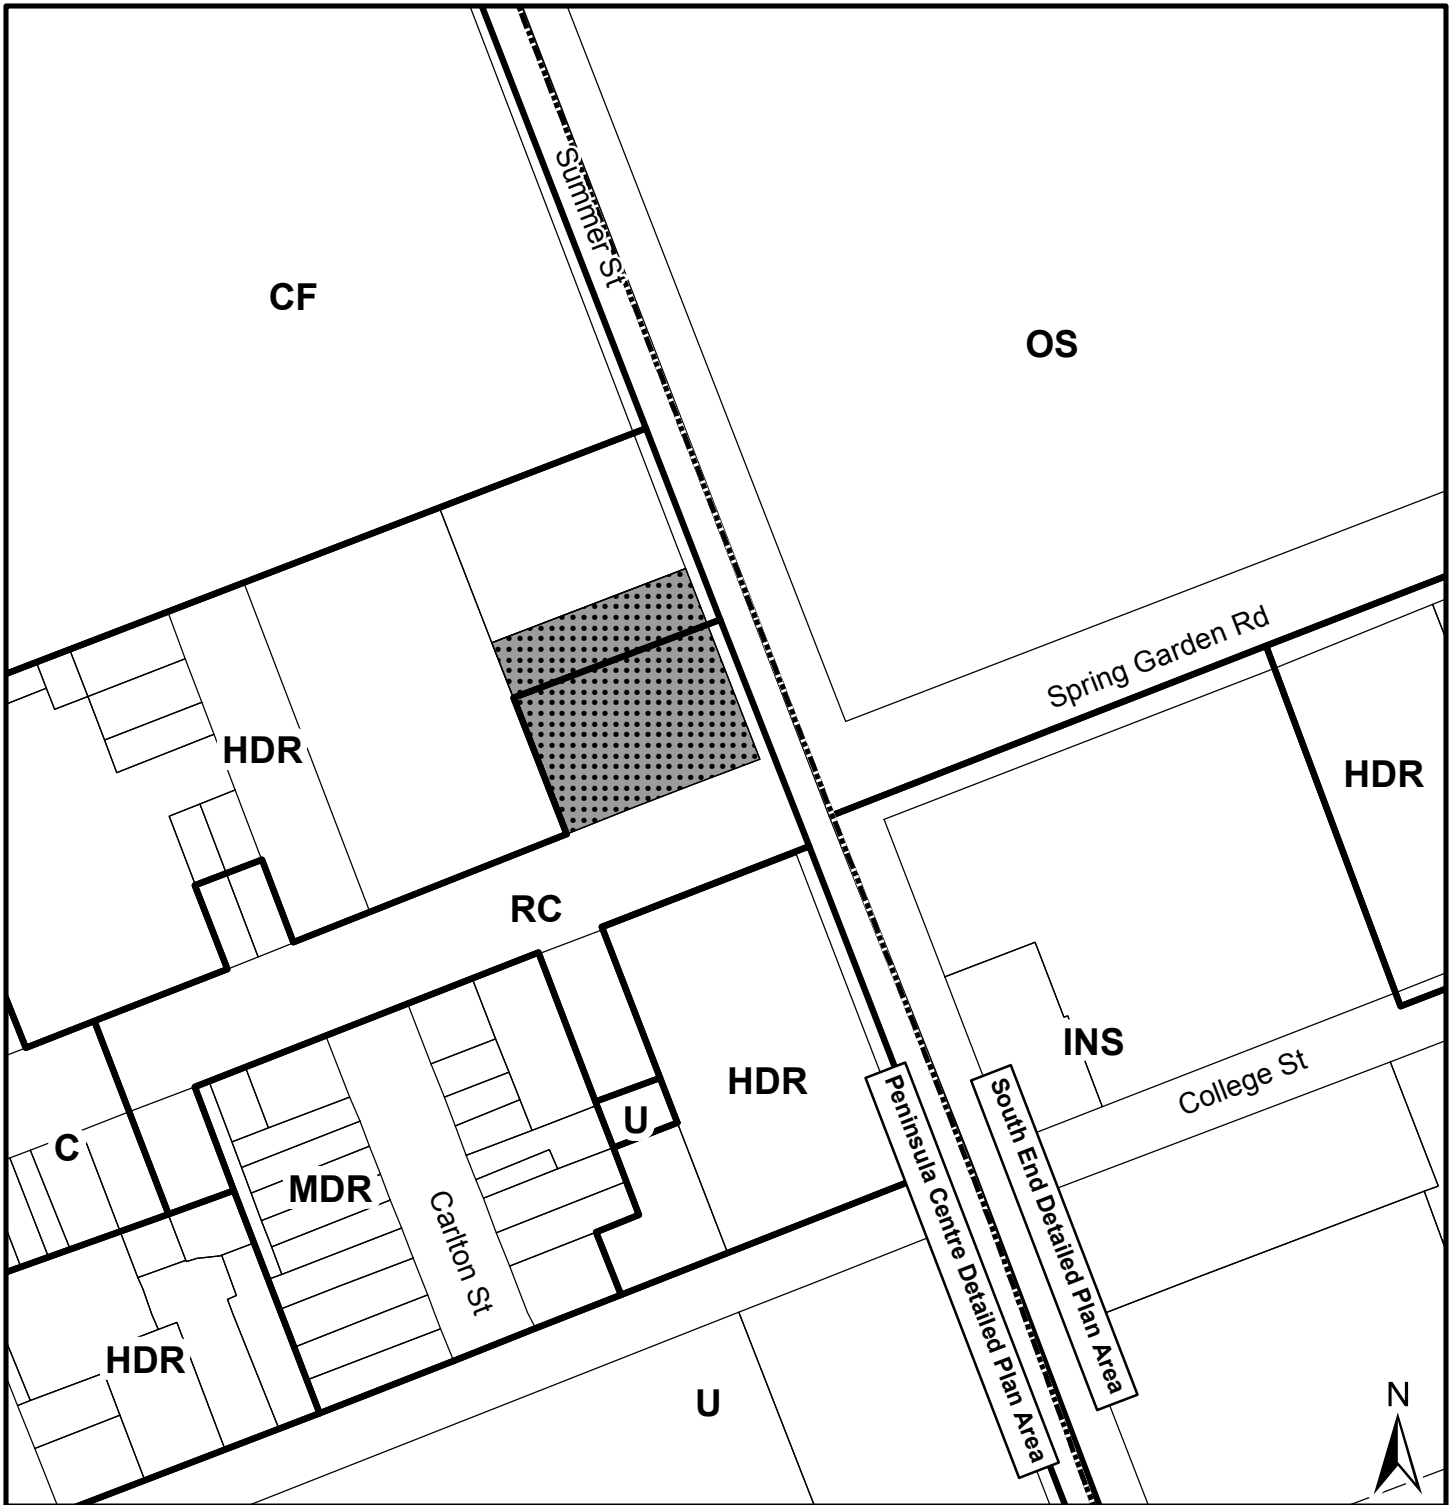 Summer St
CF
OS
Spring Garden Rd
HDR
HDR
RC
INS
HDR
College St
U
C
MDR
Carlton St
Peninsula Centre Detailed Plan Area
South End Detailed Plan Area
HDR
U
N